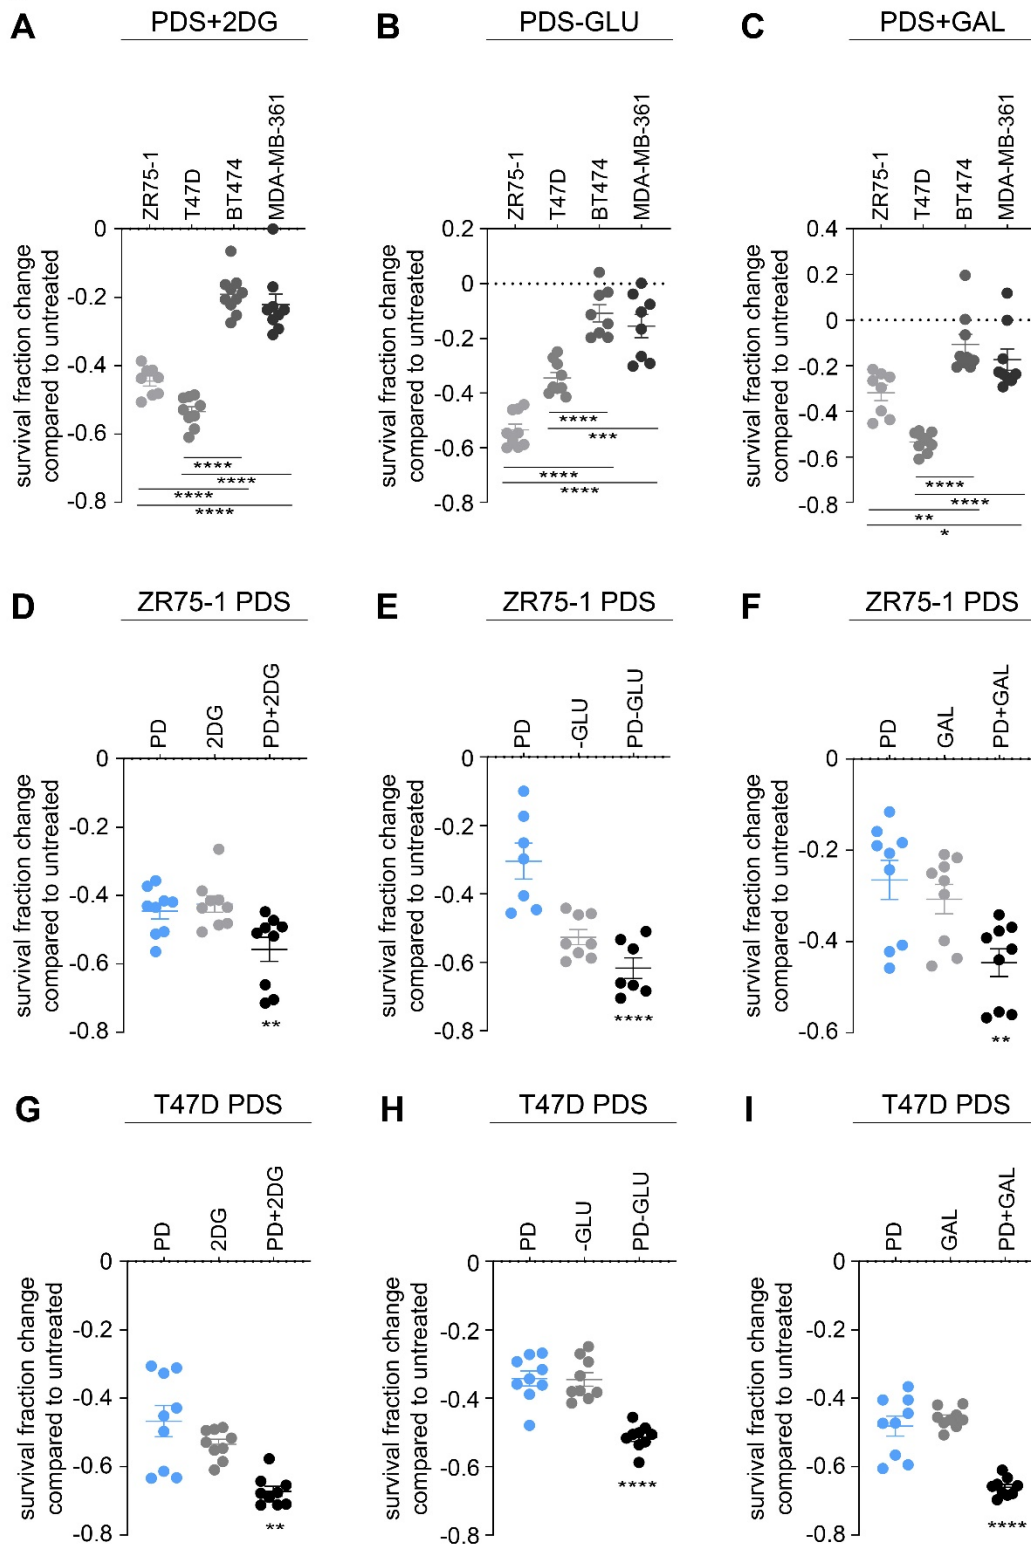 A PDS+2DG
B PDS-GLU
C PDS+GAL
ZR75-1
T47D
BT474
MDA-MB-361
ZR75-1
T47D
BT474
MDA-MB-361
ZR75-1
T47D
BT474
MDA-MB-361
survival fraction change
compared to untreated
0
-0.2
-0.4
-0.6
-0.8
****
****
****
****
survival fraction change
compared to untreated
0.2
0
-0.2
-0.4
-0.6
-0.8
****
***
****
****
survival fraction change
compared to untreated
0.4
0.2
0
-0.2
-0.4
-0.6
-0.8
****
****
**
*
D ZR75-1 PDS
E ZR75-1 PDS
F ZR75-1 PDS
PD
2DG
PD+2DG
PD
-GLU
PD-GLU
PD
GAL
PD+GAL
survival fraction change
compared to untreated
0
-0.2
-0.4
-0.6
-0.8
**
survival fraction change
compared to untreated
0
-0.2
-0.4
-0.6
-0.8
****
survival fraction change
compared to untreated
0
-0.2
-0.4
-0.6
**
G T47D PDS
H T47D PDS
I T47D PDS
PD
2DG
PD+2DG
PD
-GLU
PD-GLU
PD
GAL
PD+GAL
survival fraction change
compared to untreated
0
-0.2
-0.4
-0.6
-0.8
**
survival fraction change
compared to untreated
0
-0.2
-0.4
-0.6
-0.8
****
survival fraction change
compared to untreated
0
-0.2
-0.4
-0.6
-0.8
****